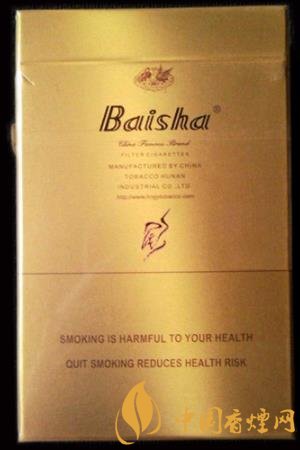 Baisha®
China Famous Brand
FILTER CIGARETTES
MANUFACTURED BY CHINA
TOBACCO HUNAN
INDUSTRIAL CO.,LTD.
SMOKING IS HARMFUL TO YOUR HEALTH
QUIT SMOKING REDUCES HEALTH RISK
中国香烟网